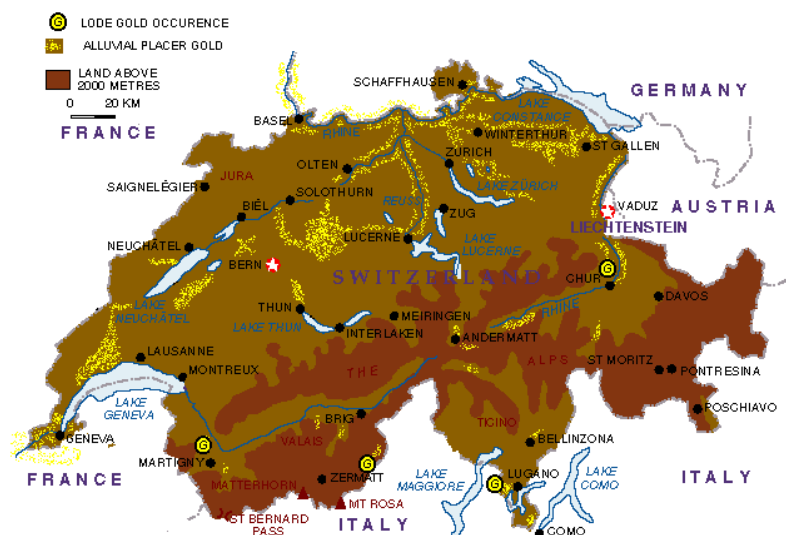 G LODE GOLD OCCURENCE
ALLUVIAL PLACER GOLD
LAND ABOVE
2000 METRES
0 20 KM
FRANCE
GERMANY
SCHAFFHAUSEN
LAKE
CONSTANCE
BASEL
RHINE
WINTERTHUR
ST GALLEN
OLTEN
ZÜRICH
JURA
SAIGNELÉGIER
SOLOTHURN
LAKE ZÜRICH
REUSS
BIÉL
ZUG
VADUZ
AUSTRIA
LIECHTENSTEIN
NEUCHÂTEL
LUCERNE
LAKE
LUCERNE
BERN
SWITZERLAND
G
CHUR
LAKE
NEUCHÂTEL
THUN
RHINE
DAVOS
MEIRINGEN
LAKE THUN
INTERLAKEN
ANDERMATT
LAUSANNE
THE
ALPS
ST MORITZ
PONTRESINA
MONTREUX
LAKE
GENEVA
POSCHIAVO
BRIG
TICINO
GENEVA
VALAIS
BELLINZONA
G
MARTIGNY
G
FRANCE
ZERMATT
LAKE
MAGGIORE
LUGANO
G
LAKE
COMO
ITALY
MATTERHORN
MT ROSA
ST BERNARD
PASS
ITALY
COMO